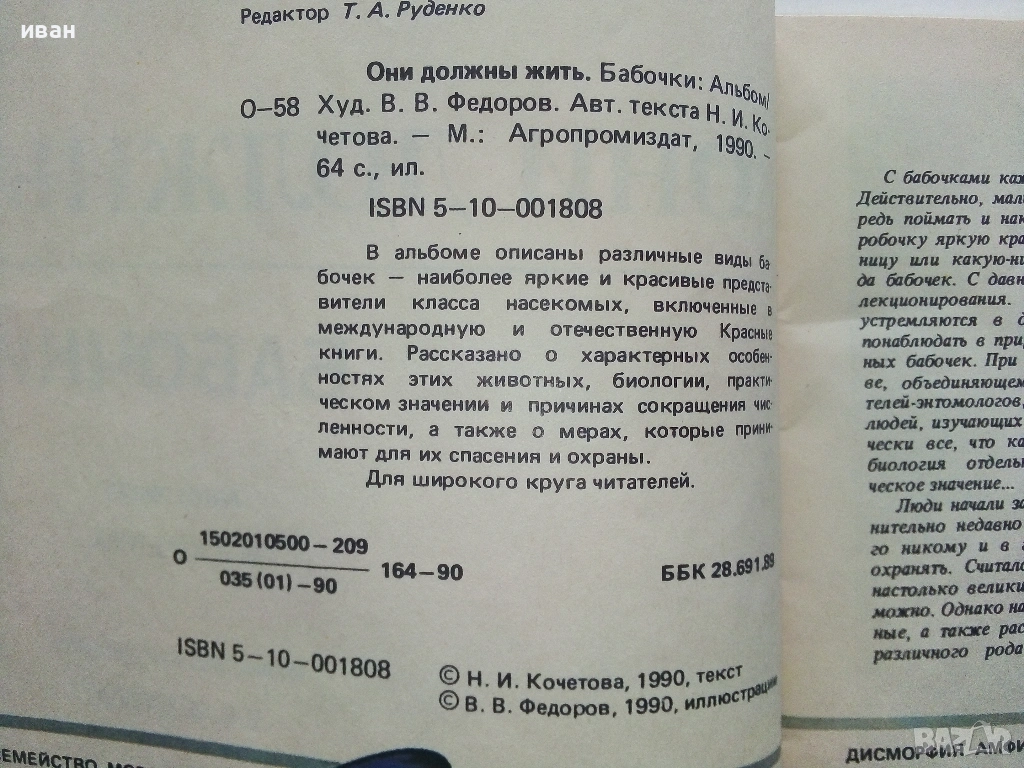 иван
Редактор Т. А. Руденко
Они должны жить. Бабочки: Альбом/
О–58 Худ. В. В. Федоров. Авт. текста Н. И. Ко-
четова. — М.: Агропромиздат, 1990. –
64 с., ил.
ISBN 5–10–001808
В альбоме описаны различные виды ба-
бочек — наиболее яркие и красивые предста-
вители класса насекомых, включенные в
международную и отечественную Красные
книги. Рассказано о характерных особен-
ностях этих животных, биологии, практи-
ческом значении и причинах сокращения чис-
ленности, а также о мерах, которые прини-
мают для их спасения и охраны.
Для широкого круга читателей.
О 1502010500–209
035 (01)–90
164–90
ББК 28.691.89
ISBN 5–10–001808
© Н. И. Кочетова, 1990, текст
© В. В. Федоров, 1990, иллюстрации
СЕМЕЙСТВО
С бабочками
Действительно,
редь поймать и
робочку яркую
ницу или какую-ни
да бабочек. С
лекционирования.
устремляются в
понаблюдать в
ных бабочек. При
ве, объединяющем
телей-энтомологов,
людей, изучающих
чески все, что
биология
ческое значение...
Люди начали
нительно недавно
го никому и в
охранять.
настолько
можно. Однако
ные, а также
различного рода
ДИСМОРФИЯ
BAZAR